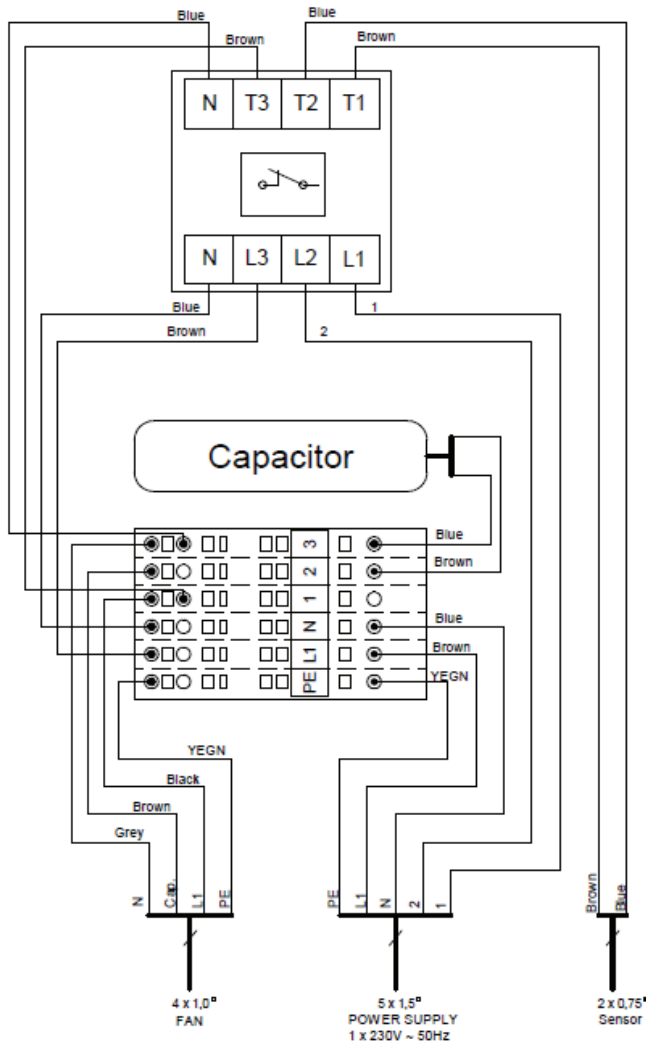 Blue
Blue
Brown
Brown
N T3 T2 T1
N L3 L2 L1
Blue
1
Brown
2
Capacitor
3
Blue
2
Brown
1
N
Blue
L1
Brown
PE
YEGN
YEGN
Black
Brown
Grey
N
Cap.
L1
PE
PE
L1
N
2
1
Brown
Blue
4 x 1,0°
FAN
5 x 1,5°
POWER SUPPLY
1 x 230V ~ 50Hz
2 x 0,75°
Sensor